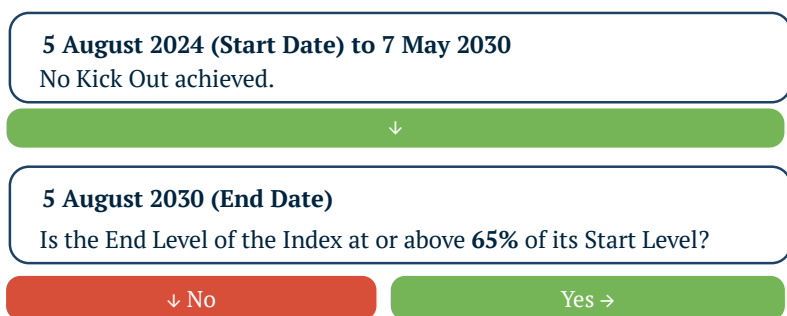 5 August 2024 (Start Date) to 7 May 2030
No Kick Out achieved.
↓
5 August 2030 (End Date)
Is the End Level of the Index at or above 65% of its Start Level?
↓ No
Yes →